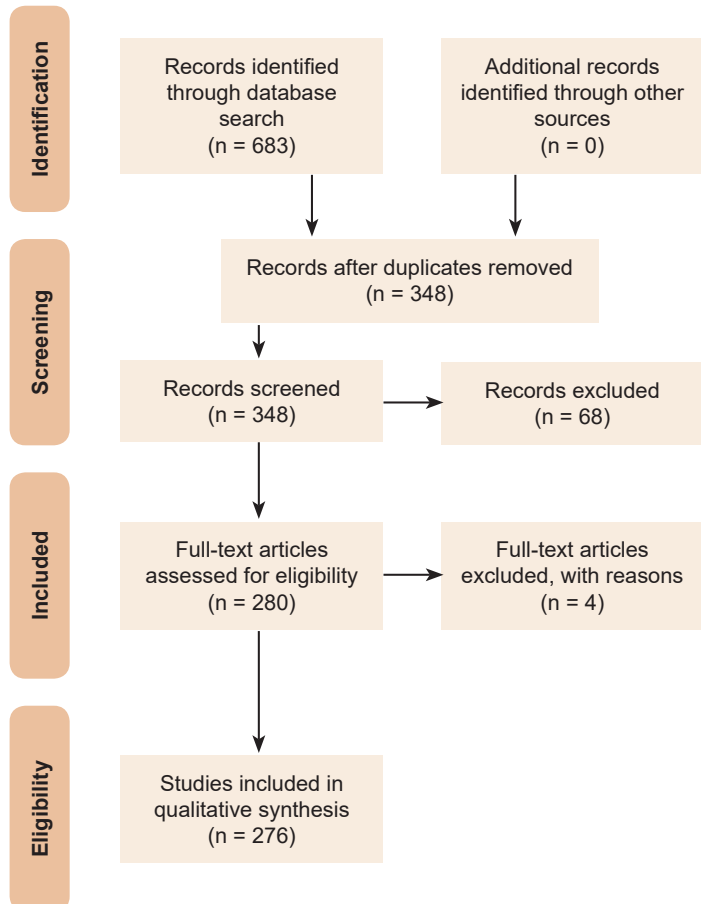 Identification
Records identified
through database
search
(n = 683)
Additional records
identified through other
sources
(n = 0)
Screening
Records after duplicates removed
(n = 348)
Records screened
(n = 348)
Records excluded
(n = 68)
Included
Full-text articles
assessed for eligibility
(n = 280)
Full-text articles
excluded, with reasons
(n = 4)
Eligibility
Studies included in
qualitative synthesis
(n = 276)